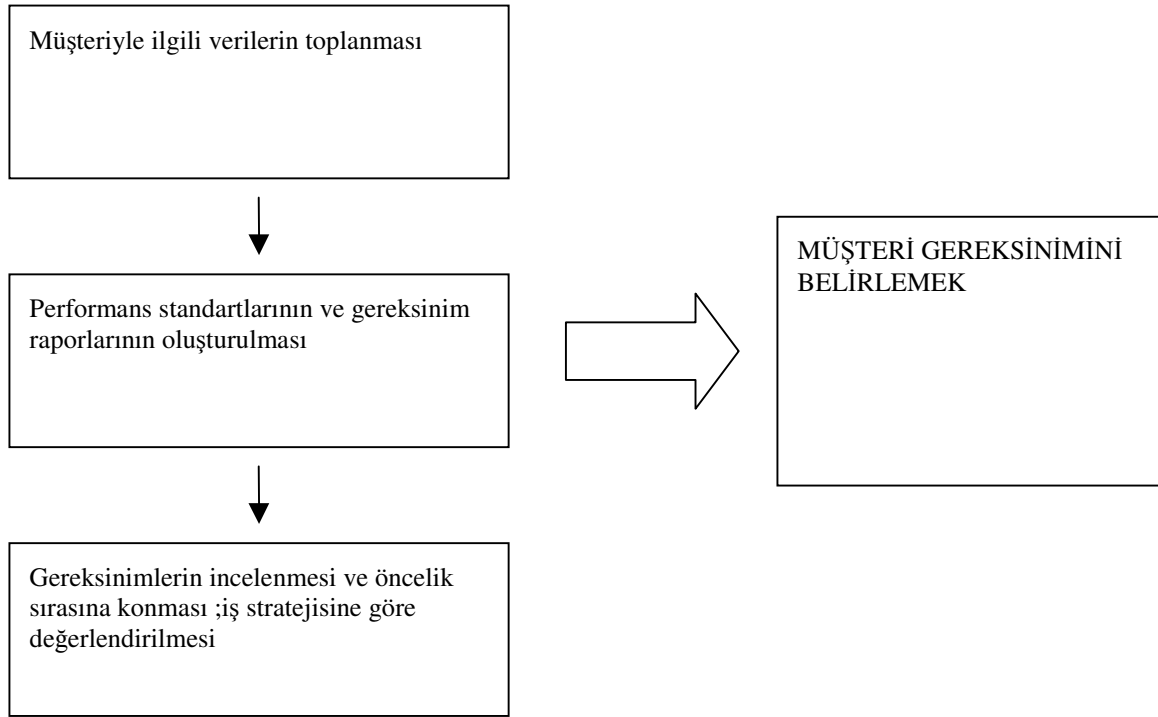 Müşteriyle ilgili verilerin toplanması
Performans standartlarının ve gereksinim
raporlarının oluşturulması
MÜŞTERİ GEREKSİNİMİNİ
BELİRLEMEK
Gereksinimlerin incelenmesi ve öncelik
sırasına konması ;iş stratejisine göre
değerlendirilmesi